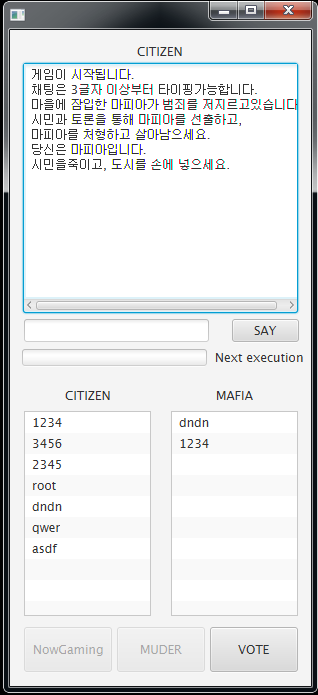 CITIZEN
게임이 시작됩니다.
채팅은 3글자 이상부터 타이핑가능합니다.
마을에 잠입한 마피아가 범죄를 저지르고있습니다
시민과 토론을 통해 마피아를 선출하고,
마피아를 처형하고 살아남으세요.
당신은 마피아입니다.
시민을죽이고, 도시를 손에 넣으세요.
SAY
Next execution
CITIZEN
1234
3456
2345
root
dndn
qwer
asdf
MAFIA
dndn
1234
NowGaming
MUDER
VOTE